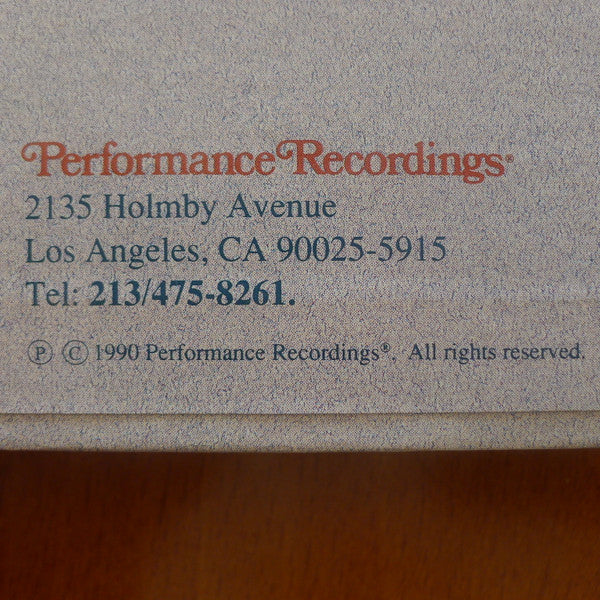 Performance Recordings®
2135 Holmby Avenue
Los Angeles, CA 90025-5915
Tel: 213/475-8261.
Ⓟ Ⓒ 1990 Performance Recordings®. All rights reserved.